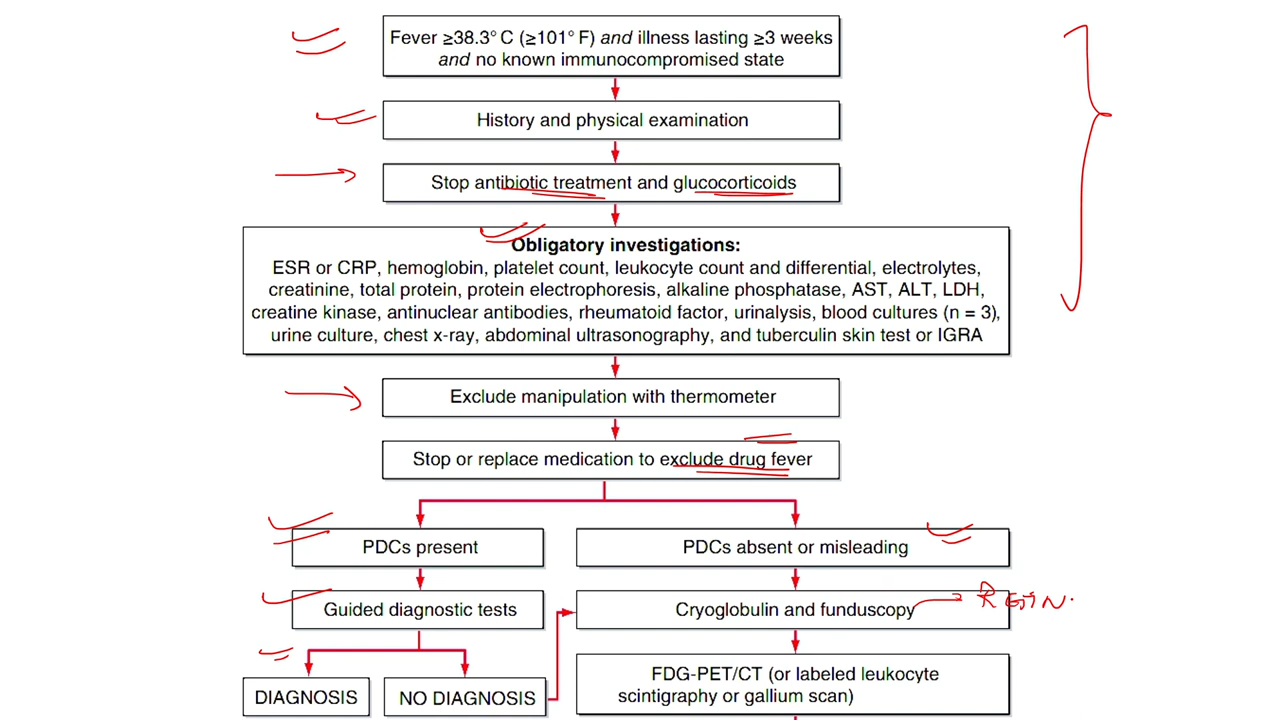 Fever ≥38.3° C (≥101° F) and illness lasting ≥3 weeks
and no known immunocompromised state
History and physical examination
Stop antibiotic treatment and glucocorticoids
Obligatory investigations:
ESR or CRP, hemoglobin, platelet count, leukocyte count and differential, electrolytes,
creatinine, total protein, protein electrophoresis, alkaline phosphatase, AST, ALT, LDH,
creatine kinase, antinuclear antibodies, rheumatoid factor, urinalysis, blood cultures (n = 3),
urine culture, chest x-ray, abdominal ultrasonography, and tuberculin skin test or IGRA
Exclude manipulation with thermometer
Stop or replace medication to exclude drug fever
PDCs present
PDCs absent or misleading
Guided diagnostic tests
Cryoglobulin and funduscopy
DIAGNOSIS
NO DIAGNOSIS
FDG-PET/CT (or labeled leukocyte
scintigraphy or gallium scan)